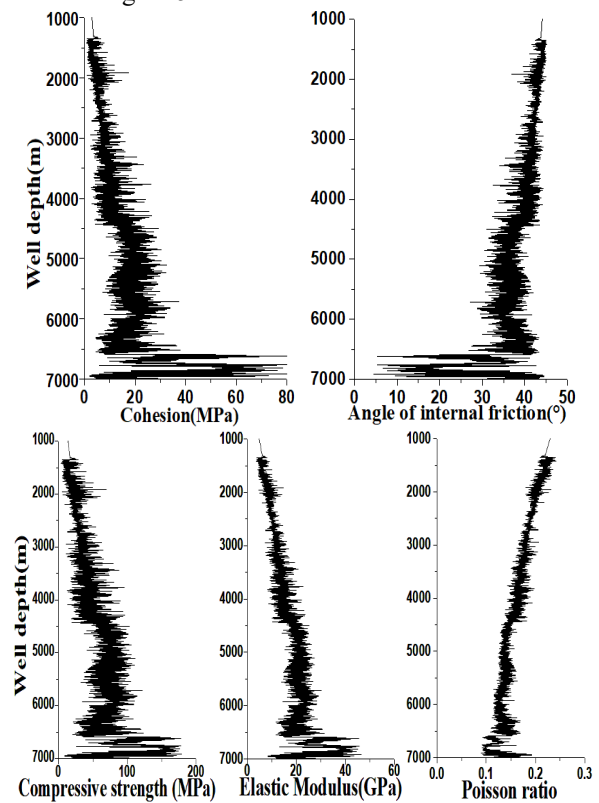 1000
2000
3000
4000
5000
6000
7000
0 20 40 60 80
Well depth(m)
Cohesion(MPa)
1000
2000
3000
4000
5000
6000
7000
0 10 20 30 40 50
Angle of internal friction(°)
1000
2000
3000
4000
5000
6000
7000
0 100 200
Well depth(m)
Compressive strength (MPa)
1000
2000
3000
4000
5000
6000
7000
0 20 40 60
Elastic Modulus(GPa)
1000
2000
3000
4000
5000
6000
7000
0.0 0.1 0.2 0.3
Poisson ratio